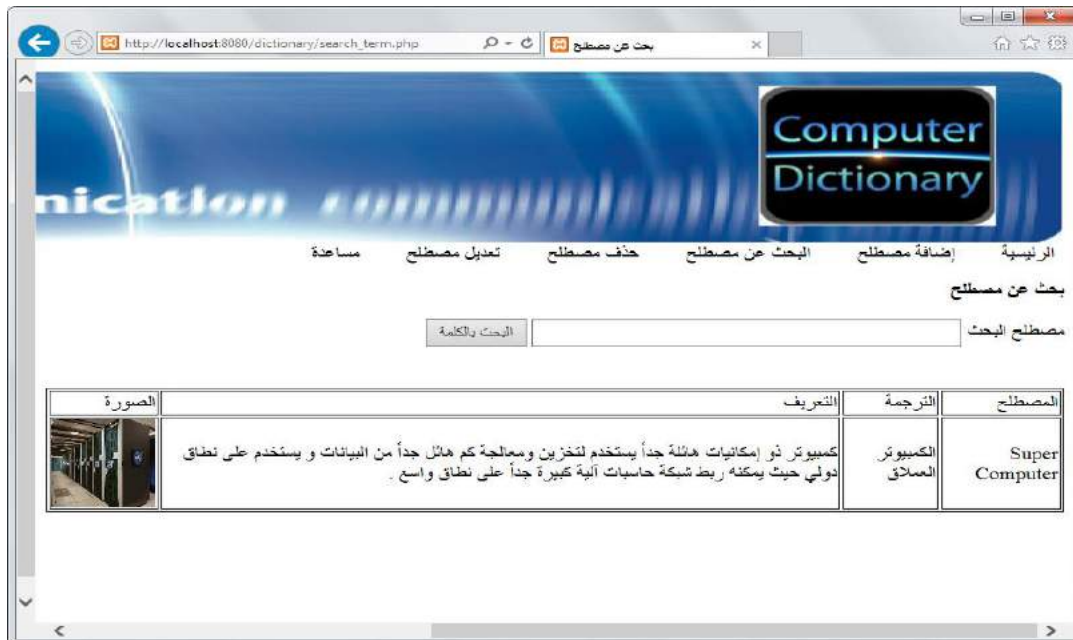 http://localhost:8080/dictionary/search_term.php
بحث عن مصطلح
Computer
Dictionary
nication
الرئيسية إضافة مصطلح البحث عن مصطلح حذف مصطلح تعديل مصطلح مساعدة
بحث عن مصطلح
مصطلح البحث البحث بالكلمة
المصطلح الترجمة التعريف الصورة
Super Computer
الكمبيوتر العملاق
كمبيوتر ذو إمكانيات هائلة جداً يستخدم لتخزين ومعالجة كم هائل جداً من البيانات و يستخدم على نطاق
دولي حيث يمكنه ربط شبكة حاسبات آلية كبيرة جداً على نطاق واسع .